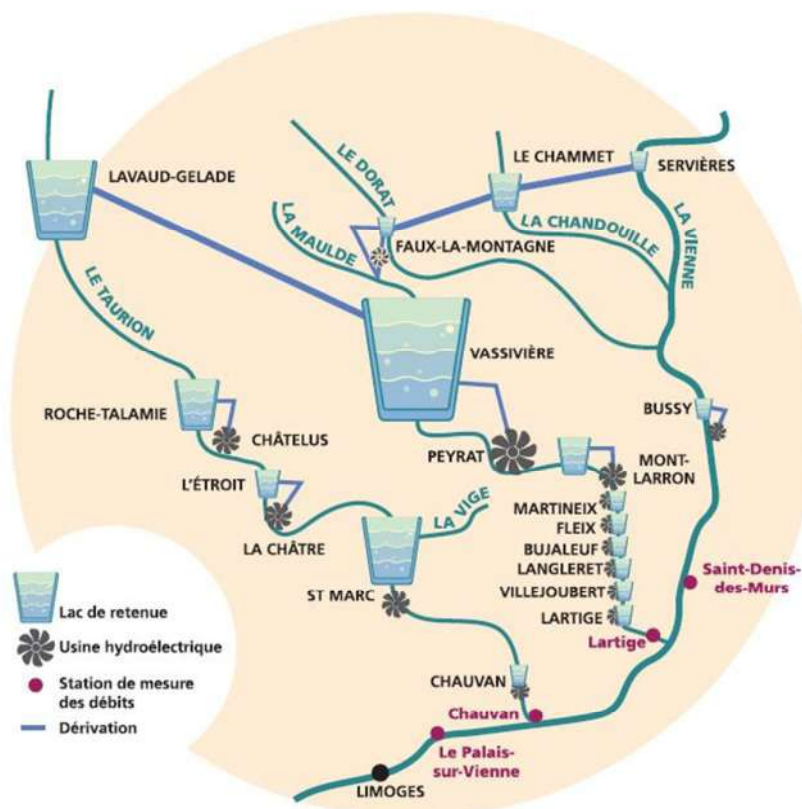 LAVAUD-GELADE
LE DORAT
LE CHAMMET
SERVIÈRES
LA MAULDE
LA CHANDOUILLE
FAUX-LA-MONTAGNE
LA VIENNE
LE TAURION
VASSIVIÈRE
ROCHE-TALAMIE
CHÂTELUS
BUSSY
PEYRAT
MONT-
LARRON
L'ÉTROIT
LA CHÂTRE
LA VIGE
MARTINEIX
FLEIX
BUJALEUF
LANGLERET
VILLEJOUBERT
LARTIGE
ST MARC
Saint-Denis-
des-Murs
Lartige
CHAUVAN
Chauvan
Le Palais-
sur-Vienne
LIMOGES
Lac de retenue
Usine hydroélectrique
Station de mesure
des débits
Dérivation